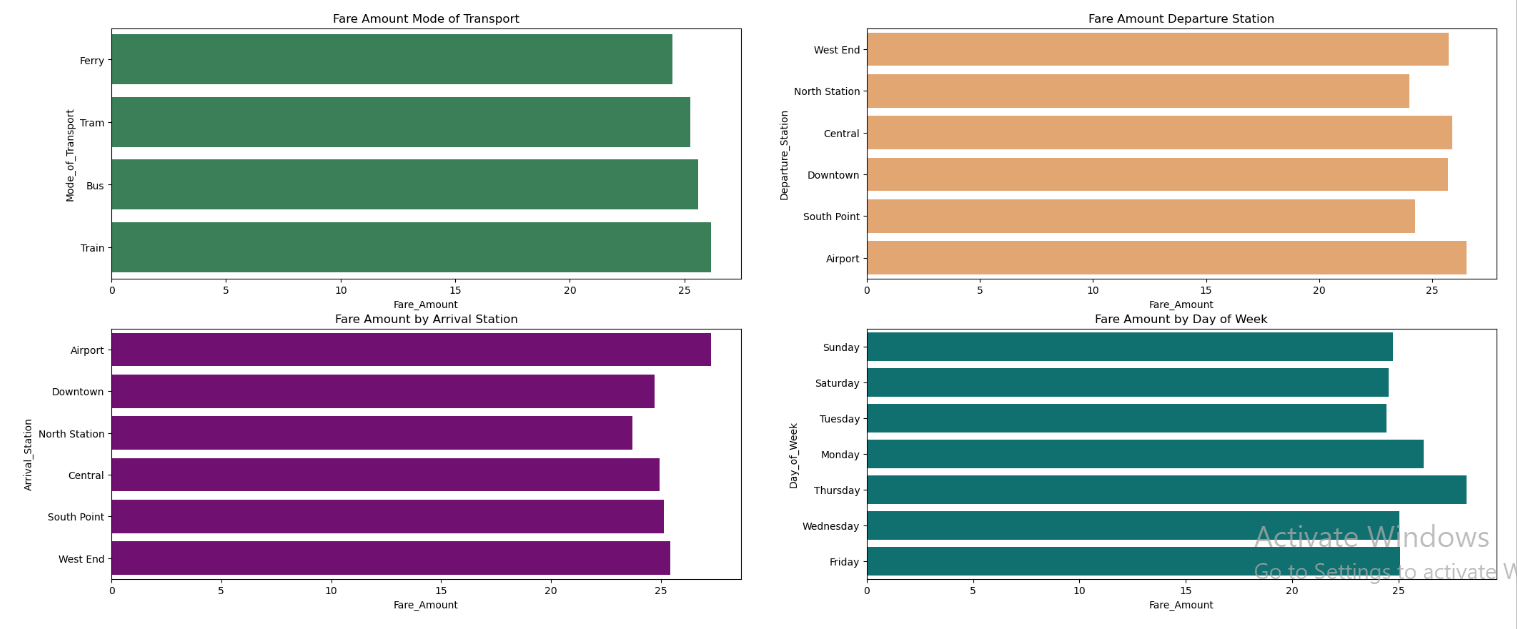 Fare Amount Mode of Transport
Mode_of_Transport
Ferry
Tram
Bus
Train
0 5 10 15 20 25
Fare_Amount
Fare Amount Departure Station
Departure_Station
West End
North Station
Central
Downtown
South Point
Airport
0 5 10 15 20 25
Fare_Amount
Fare Amount by Arrival Station
Arrival_Station
Airport
Downtown
North Station
Central
South Point
West End
0 5 10 15 20 25
Fare_Amount
Fare Amount by Day of Week
Day_of_Week
Sunday
Saturday
Tuesday
Monday
Thursday
Wednesday
Friday
0 5 10 15 20 25
Fare_Amount
Activate Windows
Go to Settings to activate W